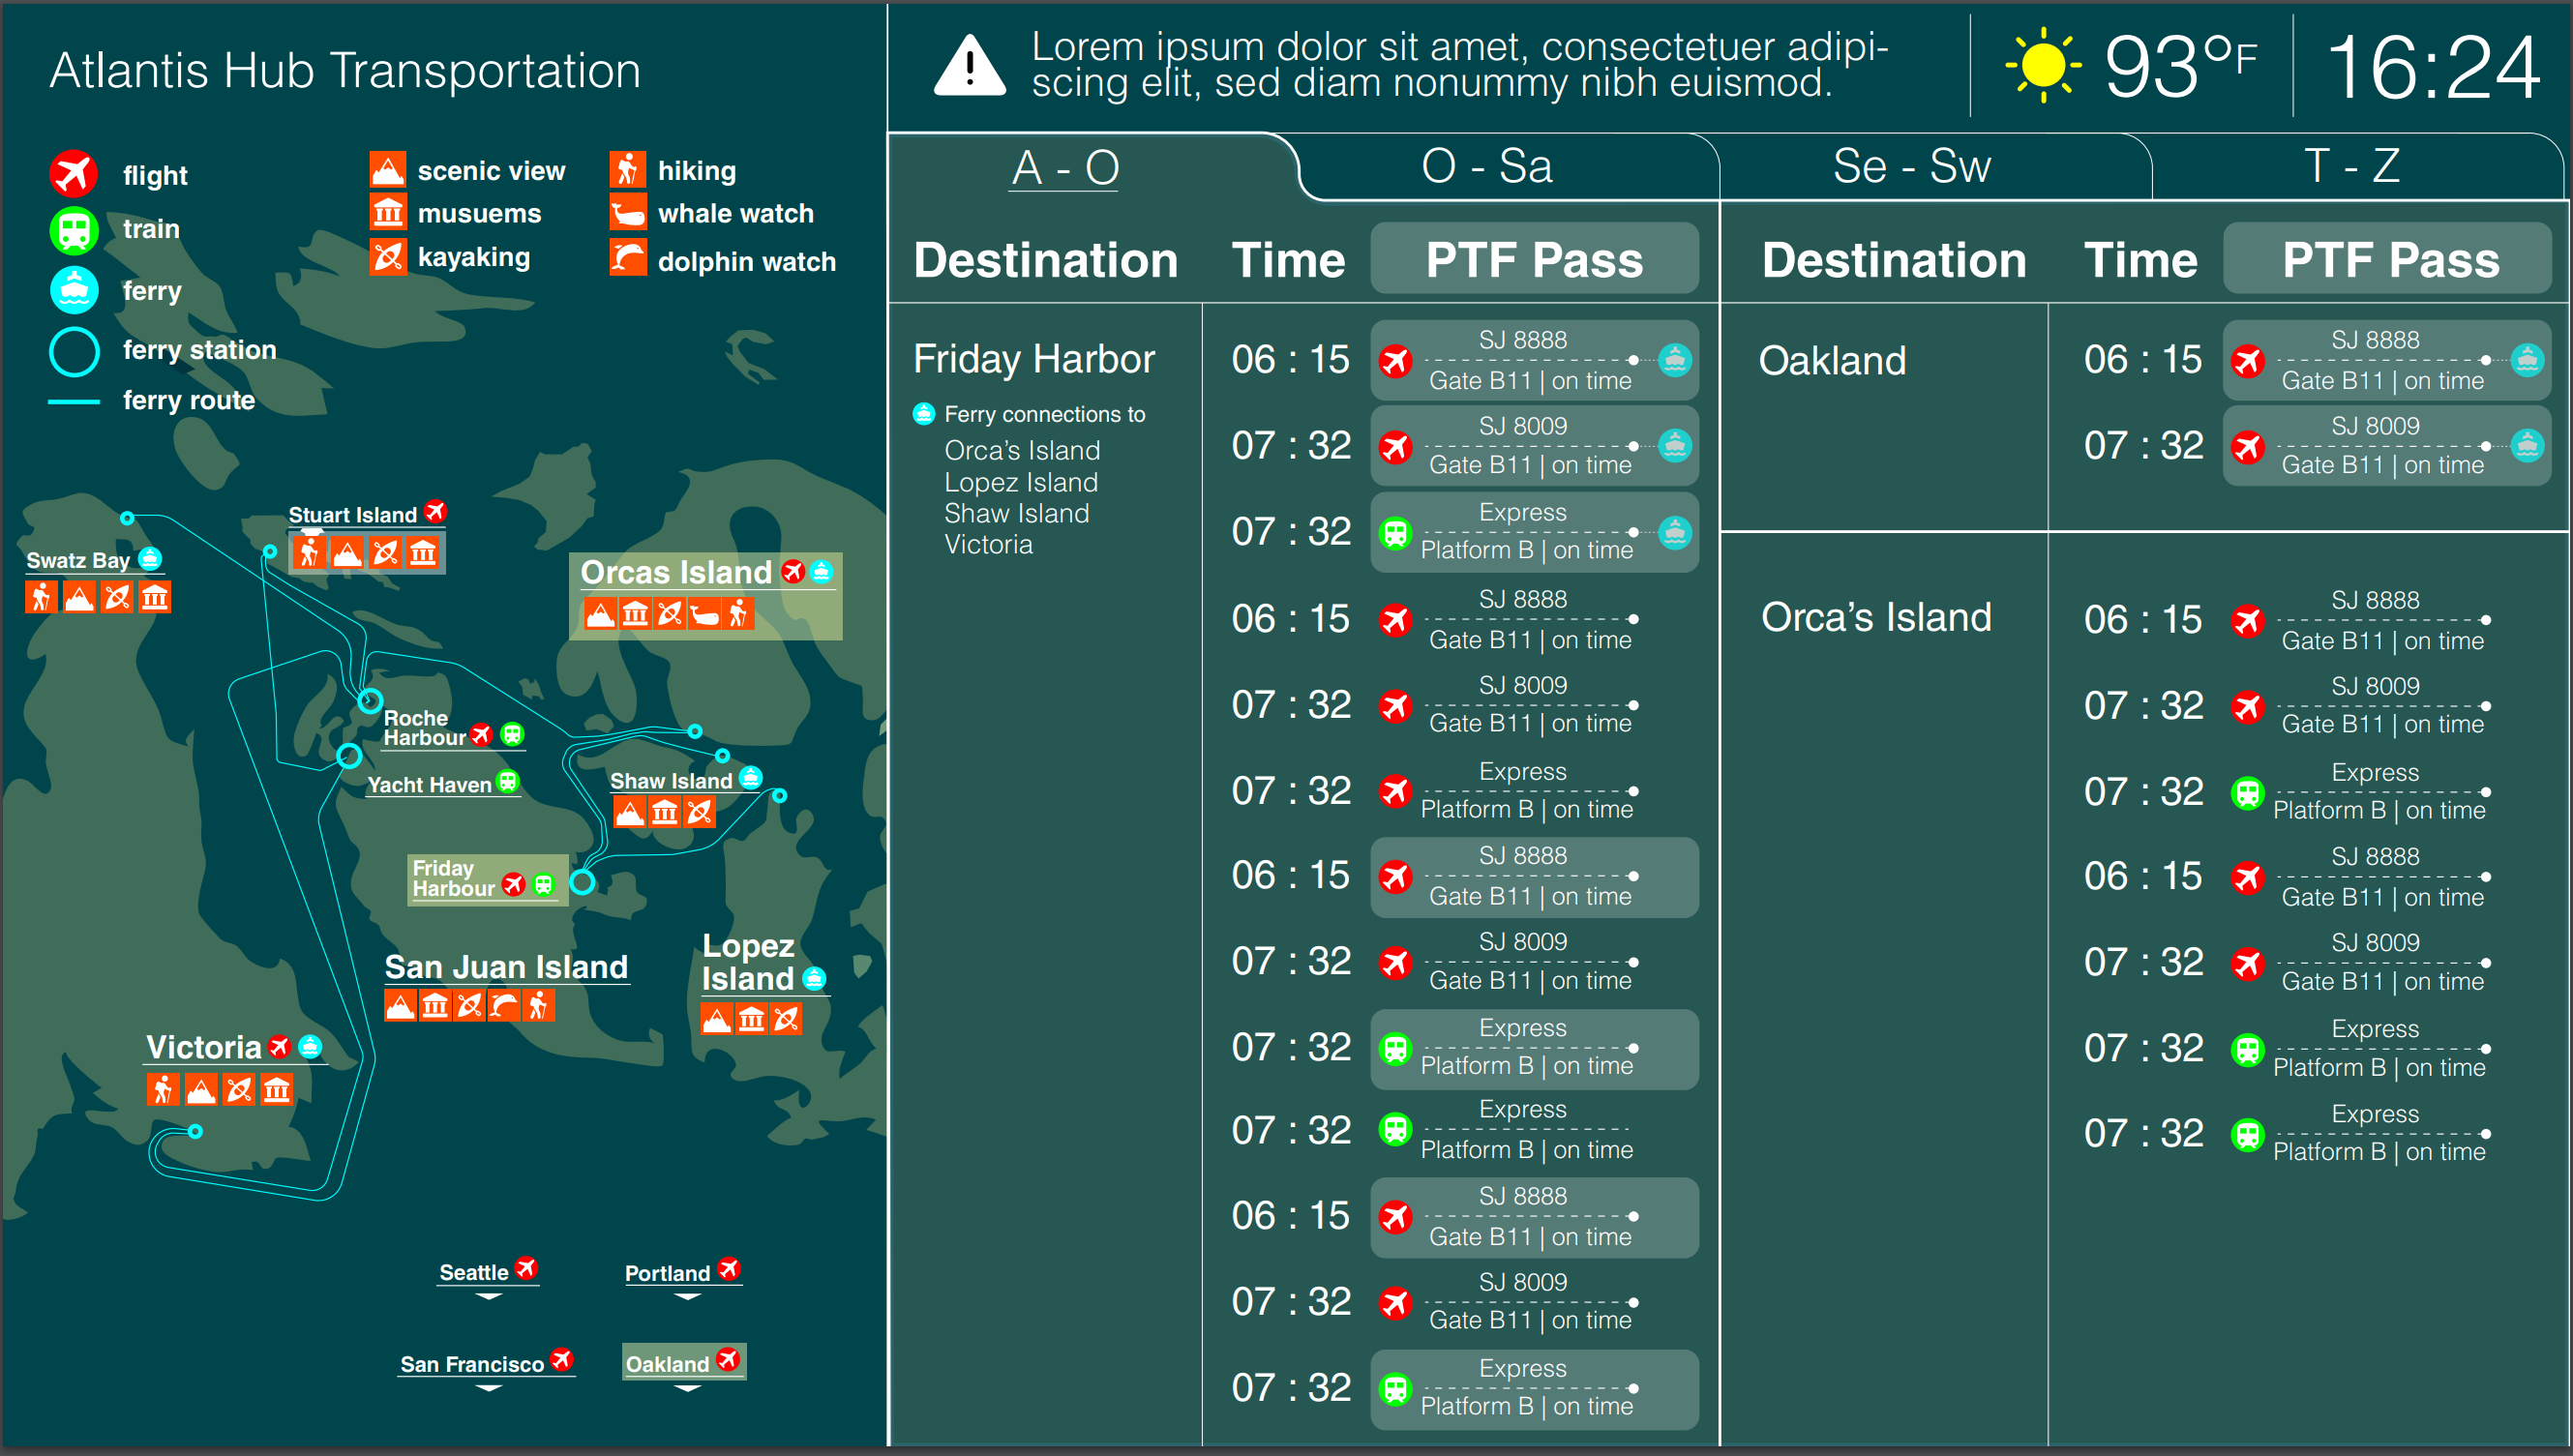 Atlantis Hub Transportation
flight
train
ferry
ferry station
ferry route
scenic view
musuems
kayaking
hiking
whale watch
dolphin watch
Swatz Bay
Stuart Island
Orcas Island
Roche
Harbour
Yacht Haven
Shaw Island
Friday
Harbour
San Juan Island
Lopez
Island
Victoria
Seattle
Portland
San Francisco
Oakland
Lorem ipsum dolor sit amet, consectetuer adipi-
scing elit, sed diam nonummy nibh euismod.
93°F
16:24
A - O
O - Sa
Se - Sw
T - Z
Destination Time PTF Pass
Friday Harbor
Ferry connections to
Orca’s Island
Lopez Island
Shaw Island
Victoria
06 : 15 SJ 8888
Gate B11 | on time
07 : 32 SJ 8009
Gate B11 | on time
07 : 32 Express
Platform B | on time
06 : 15 SJ 8888
Gate B11 | on time
07 : 32 SJ 8009
Gate B11 | on time
07 : 32 Express
Platform B | on time
06 : 15 SJ 8888
Gate B11 | on time
07 : 32 SJ 8009
Gate B11 | on time
07 : 32 Express
Platform B | on time
07 : 32 Express
Platform B | on time
06 : 15 SJ 8888
Gate B11 | on time
07 : 32 SJ 8009
Gate B11 | on time
07 : 32 Express
Platform B | on time
Destination Time PTF Pass
Oakland
06 : 15 SJ 8888
Gate B11 | on time
07 : 32 SJ 8009
Gate B11 | on time
Orca’s Island
06 : 15 SJ 8888
Gate B11 | on time
07 : 32 SJ 8009
Gate B11 | on time
07 : 32 Express
Platform B | on time
06 : 15 SJ 8888
Gate B11 | on time
07 : 32 SJ 8009
Gate B11 | on time
07 : 32 Express
Platform B | on time
07 : 32 Express
Platform B | on time